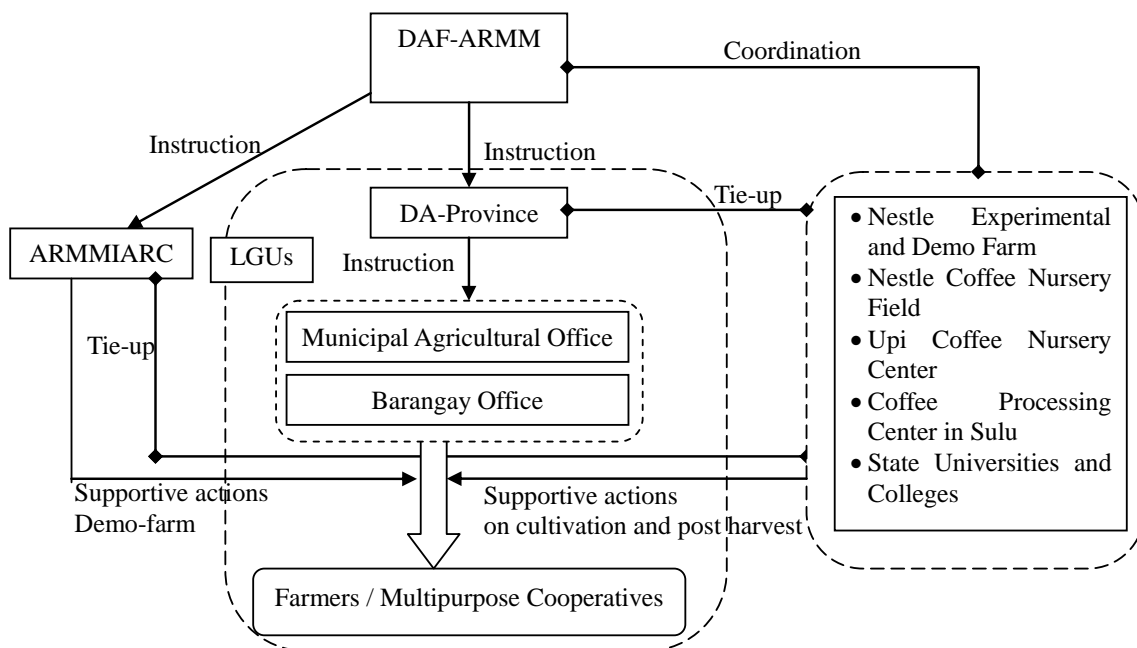 DAF-ARMM
Coordination
Instruction
Instruction
DA-Province
Tie-up
ARMMIARC
LGUs
Instruction
Tie-up
Municipal Agricultural Office
Barangay Office
• Nestle Experimental
and Demo Farm
• Nestle Coffee Nursery
Field
• Upi Coffee Nursery
Center
• Coffee Processing
Center in Sulu
• State Universities and
Colleges
Supportive actions
Demo-farm
Supportive actions
on cultivation and post harvest
Farmers / Multipurpose Cooperatives